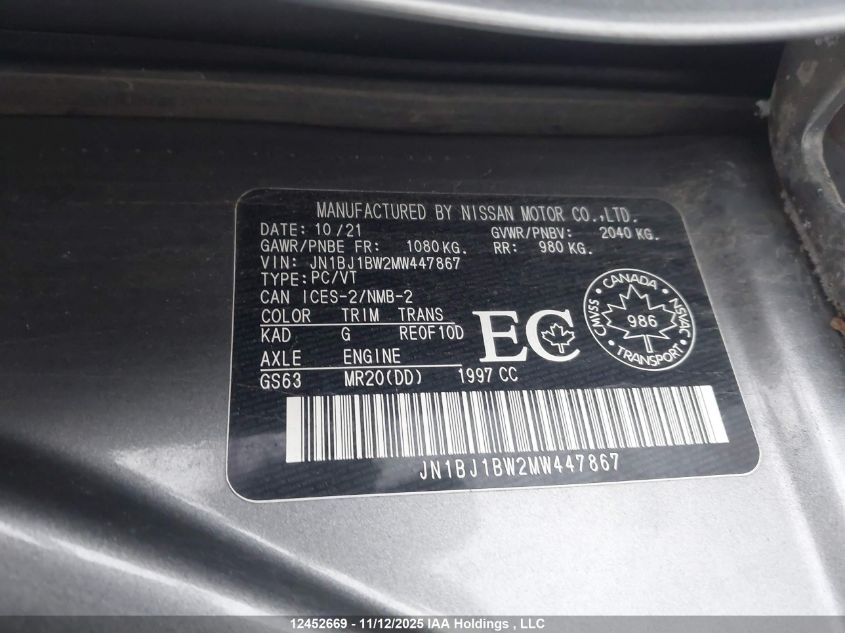 MANUFACTURED BY NISSAN MOTOR CO.,LTD.
DATE: 10/21 GVWR/PNBV: 2040 KG.
GAWR/PNBE FR: 1080 KG. RR: 980 KG.
VIN: JN1BJ1BW2MW447867
TYPE: PC/VT
CAN ICES-2/NMB-2
COLOR TRIM TRANS
KAD G RE0F10D
AXLE ENGINE
GS63 MR20(DD) 1997 CC
EC
CANADA
CMVSS
986
NSVAC
TRANSPORT
JN1BJ1BW2MW447867
12452669 - 11/12/2025 IAA Holdings , LLC